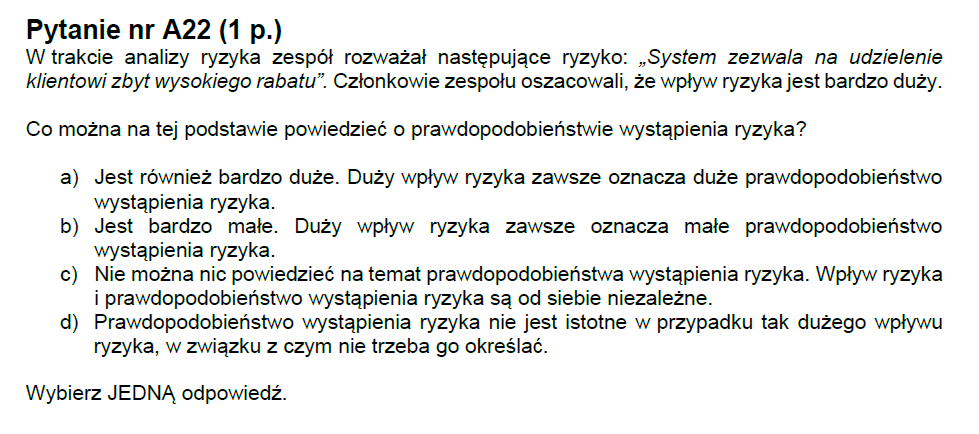 Pytanie nr A22 (1 p.)
W trakcie analizy ryzyka zespół rozważał następujące ryzyko: „System zezwala na udzielenie
klientowi zbyt wysokiego rabatu”. Członkowie zespołu oszacowali, że wpływ ryzyka jest bardzo duży.
Co można na tej podstawie powiedzieć o prawdopodobieństwie wystąpienia ryzyka?
a) Jest również bardzo duże. Duży wpływ ryzyka zawsze oznacza duże prawdopodobieństwo
wystąpienia ryzyka.
b) Jest bardzo małe. Duży wpływ ryzyka zawsze oznacza małe prawdopodobieństwo
wystąpienia ryzyka.
c) Nie można nic powiedzieć na temat prawdopodobieństwa wystąpienia ryzyka. Wpływ ryzyka
i prawdopodobieństwo wystąpienia ryzyka są od siebie niezależne.
d) Prawdopodobieństwo wystąpienia ryzyka nie jest istotne w przypadku tak dużego wpływu
ryzyka, w związku z czym nie trzeba go określać.
Wybierz JEDNĄ odpowiedź.